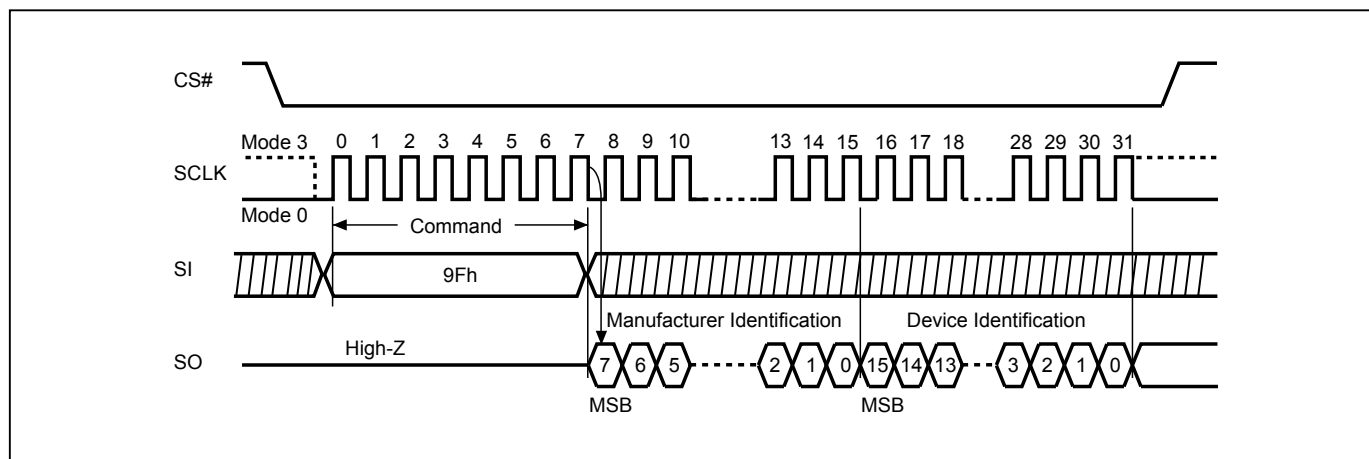 CS#
Mode 3 0 1 2 3 4 5 6 7 8 9 10 13 14 15 16 17 18 28 29 30 31
SCLK
Mode 0
Command
SI
9Fh
Manufacturer Identification Device Identification
High-Z
SO
7 6 5 2 1 0 15 14 13 3 2 1 0
MSB MSB